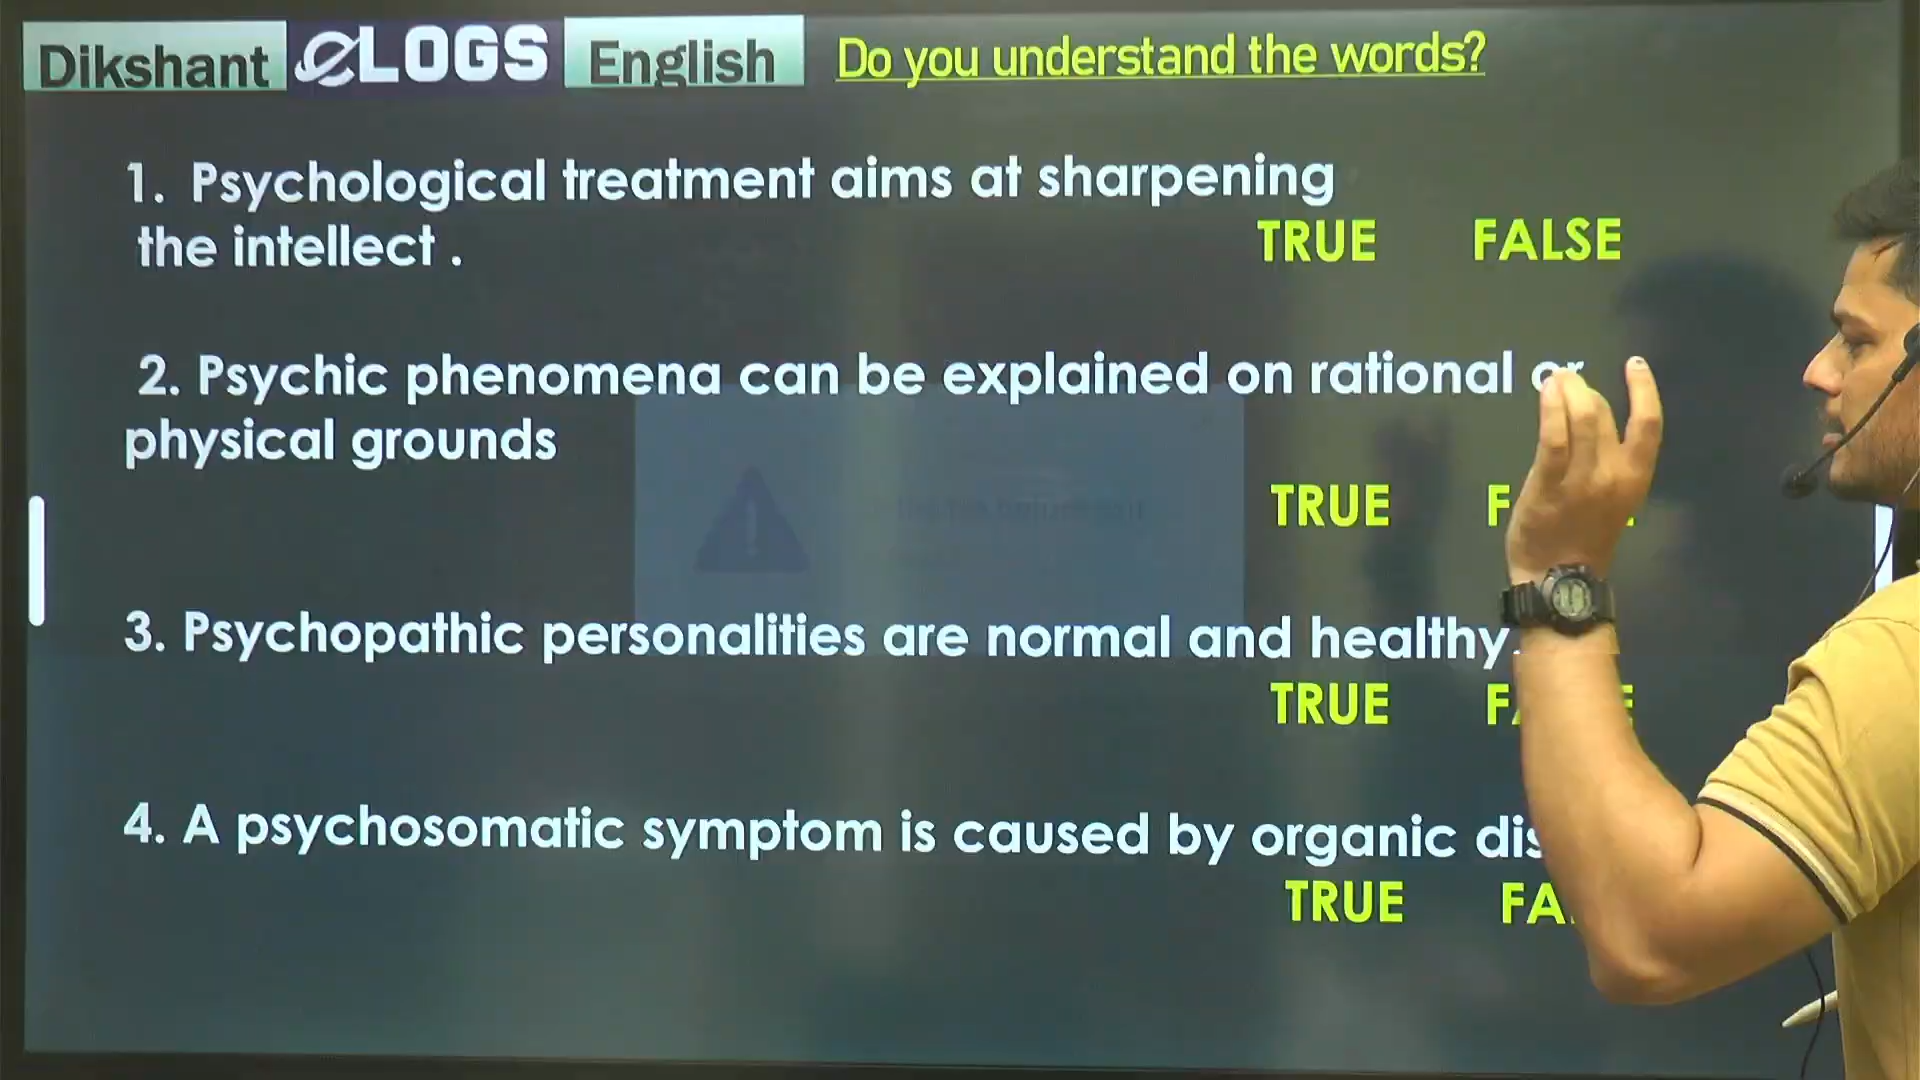 Dikshant eLOGS English Do you understand the words?
1. Psychological treatment aims at sharpening
the intellect .
TRUE FALSE
2. Psychic phenomena can be explained on rational or
physical grounds
TRUE
3. Psychopathic personalities are normal and healthy.
TRUE
4. A psychosomatic symptom is caused by organic
TRUE